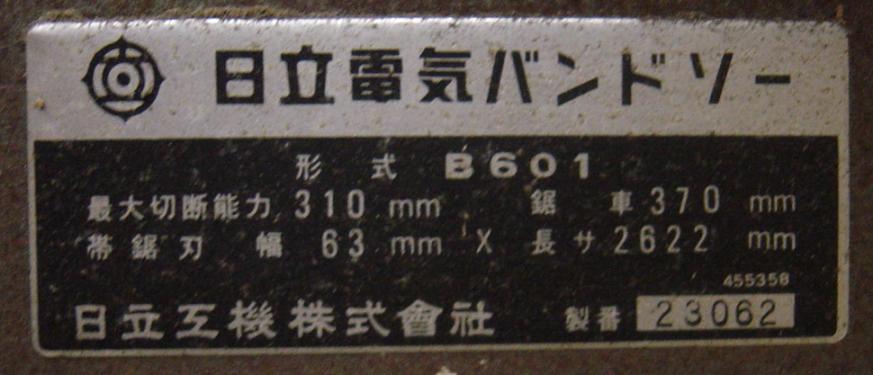 日立電気バンドソー
形式 B601
最大切断能力 310 mm 鋸車 370 mm
帯鋸刃幅 63 mm X 長サ 2622 mm
455358
日立工機株式會社 製番 23062